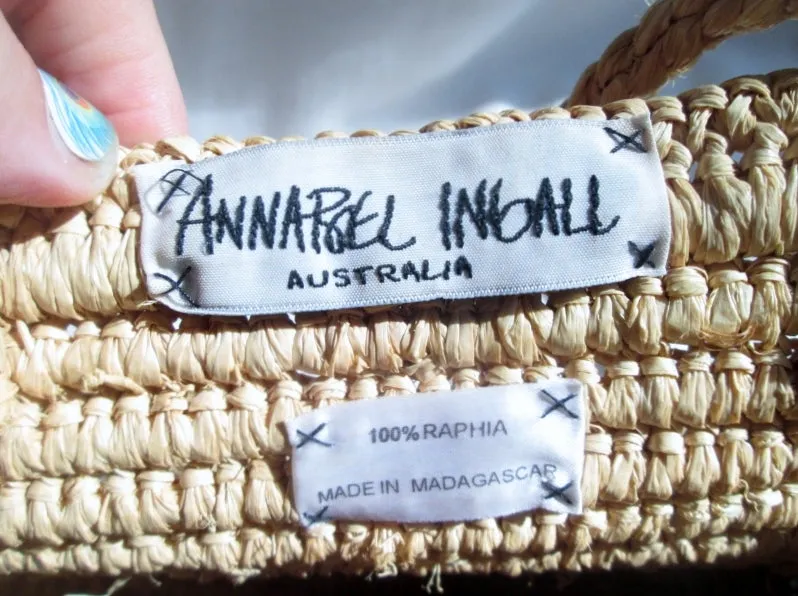 ANNABEL INGALL
AUSTRALIA
100% RAPHIA
MADE IN MADAGASCAR